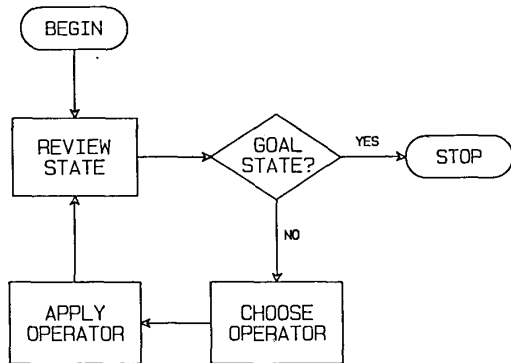 BEGIN
REVIEW
STATE
GOAL
STATE?
YES
STOP
NO
APPLY
OPERATOR
CHOOSE
OPERATOR